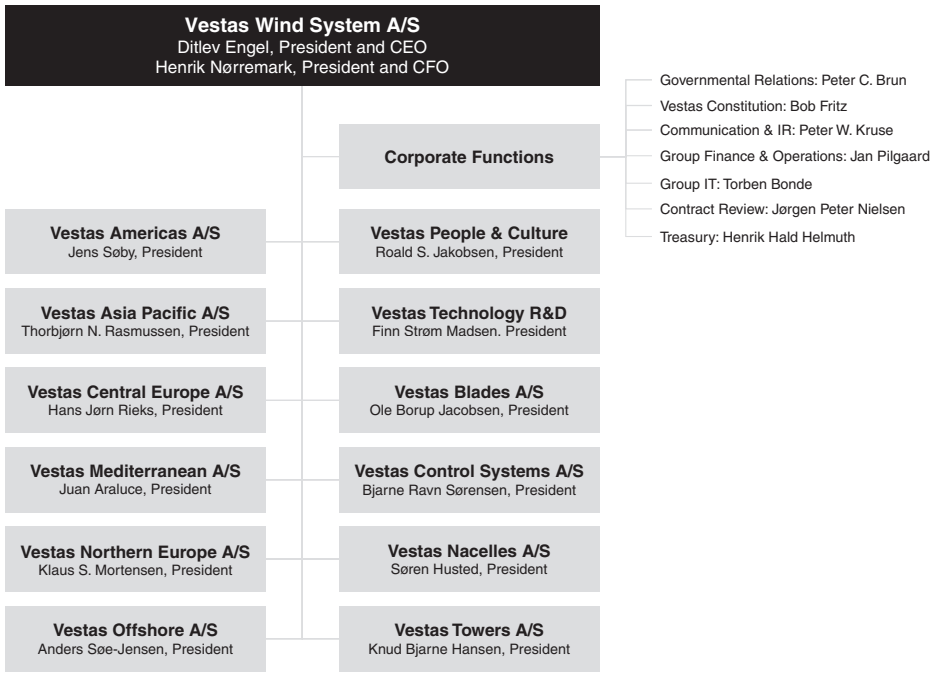 Vestas Wind System A/S
Ditlev Engel, President and CEO
Henrik Nørremark, President and CFO
Corporate Functions
Governmental Relations: Peter C. Brun
Vestas Constitution: Bob Fritz
Communication & IR: Peter W. Kruse
Group Finance & Operations: Jan Pilgaard
Group IT: Torben Bonde
Contract Review: Jørgen Peter Nielsen
Treasury: Henrik Hald Helmuth
Vestas Americas A/S
Jens Søby, President
Vestas People & Culture
Roald S. Jakobsen, President
Vestas Asia Pacific A/S
Thorbjørn N. Rasmussen, President
Vestas Technology R&D
Finn Strøm Madsen. President
Vestas Central Europe A/S
Hans Jørn Rieks, President
Vestas Blades A/S
Ole Borup Jacobsen, President
Vestas Mediterranean A/S
Juan Araluce, President
Vestas Control Systems A/S
Bjarne Ravn Sørensen, President
Vestas Northern Europe A/S
Klaus S. Mortensen, President
Vestas Nacelles A/S
Søren Husted, President
Vestas Offshore A/S
Anders Søe-Jensen, President
Vestas Towers A/S
Knud Bjarne Hansen, President